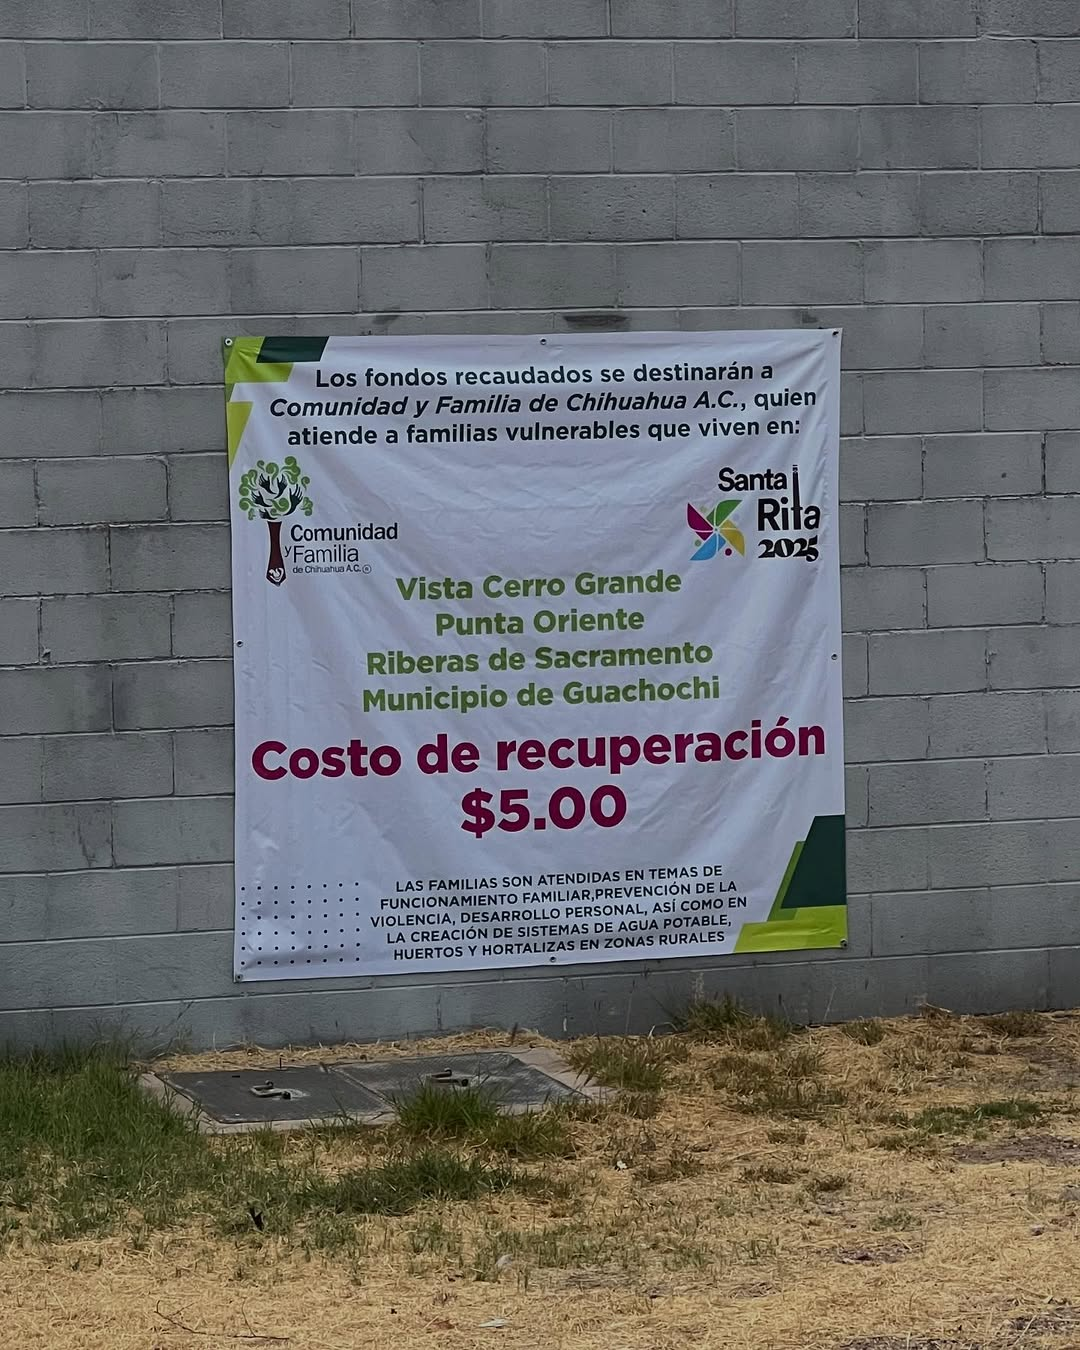 Los fondos recaudados se destinarán a
Comunidad y Familia de Chihuahua A.C., quien
atiende a familias vulnerables que viven en:
Comunidad
y Familia
de Chihuahua A.C. ®
Santa
Rita
2025
Vista Cerro Grande
Punta Oriente
Riberas de Sacramento
Municipio de Guachochi
Costo de recuperación
$5.00
LAS FAMILIAS SON ATENDIDAS EN TEMAS DE
FUNCIONAMIENTO FAMILIAR,PREVENCIÓN DE LA
VIOLENCIA, DESARROLLO PERSONAL, ASÍ COMO EN
LA CREACIÓN DE SISTEMAS DE AGUA POTABLE,
HUERTOS Y HORTALIZAS EN ZONAS RURALES